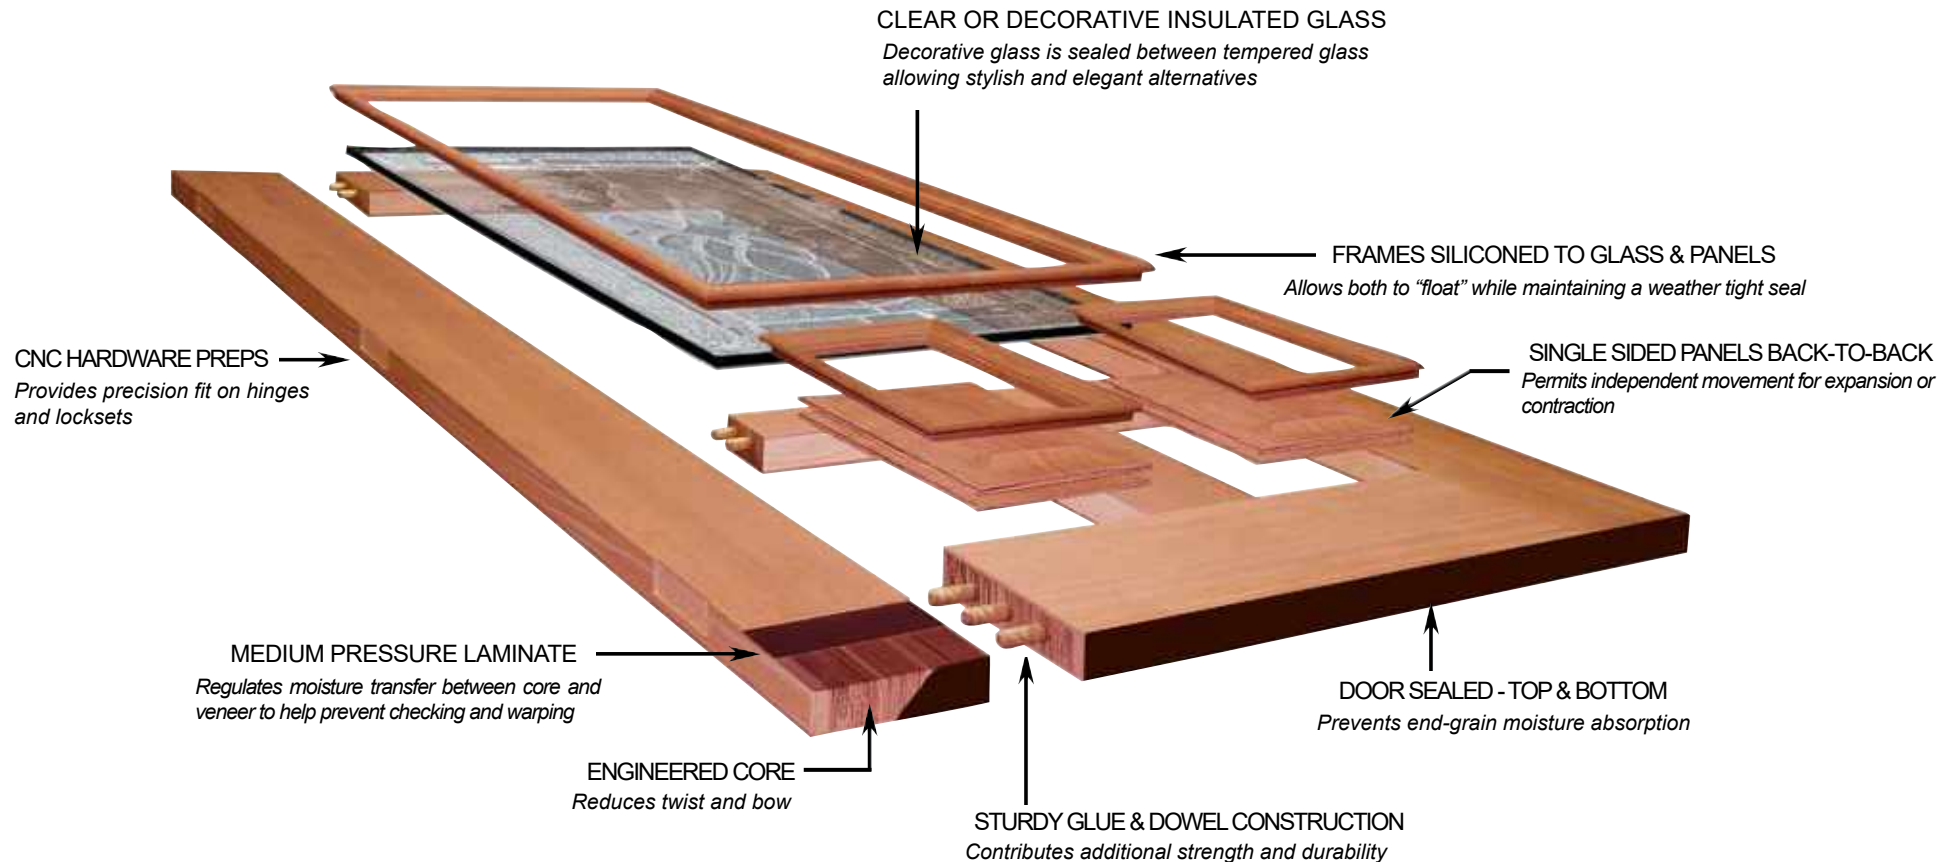 CLEAR OR DECORATIVE INSULATED GLASS
Decorative glass is sealed between tempered glass
allowing stylish and elegant alternatives
FRAMES SILICONED TO GLASS & PANELS
Allows both to “float” while maintaining a weather tight seal
SINGLE SIDED PANELS BACK-TO-BACK
Permits independent movement for expansion or
contraction
CNC HARDWARE PREPS
Provides precision fit on hinges
and locksets
MEDIUM PRESSURE LAMINATE
Regulates moisture transfer between core and
veneer to help prevent checking and warping
DOOR SEALED - TOP & BOTTOM
Prevents end-grain moisture absorption
ENGINEERED CORE
Reduces twist and bow
STURDY GLUE & DOWEL CONSTRUCTION
Contributes additional strength and durability